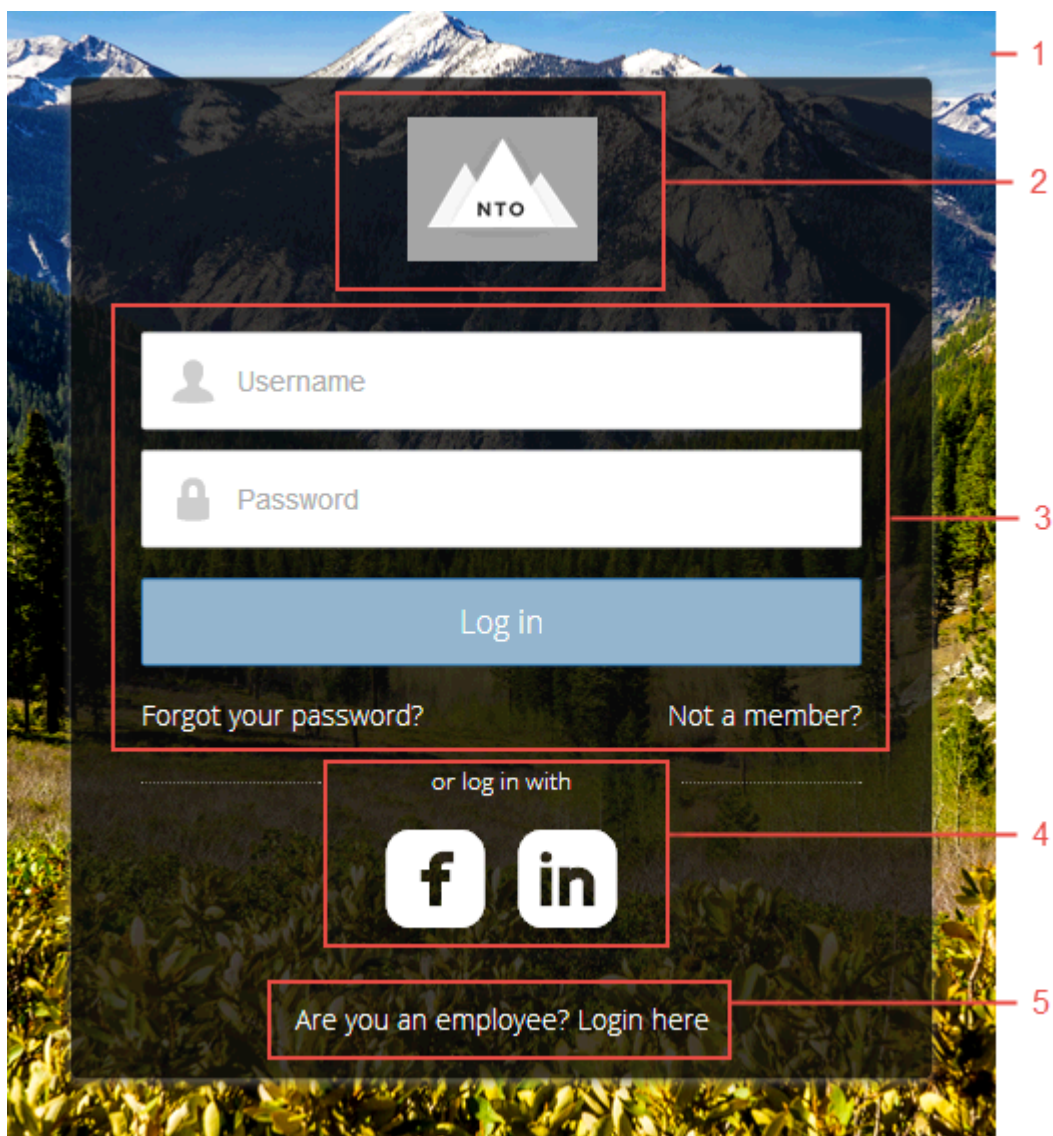 1
NTO
2
Username
Password
3
Log in
Forgot your password? Not a member?
or log in with
4
f in
Are you an employee? Login here
5